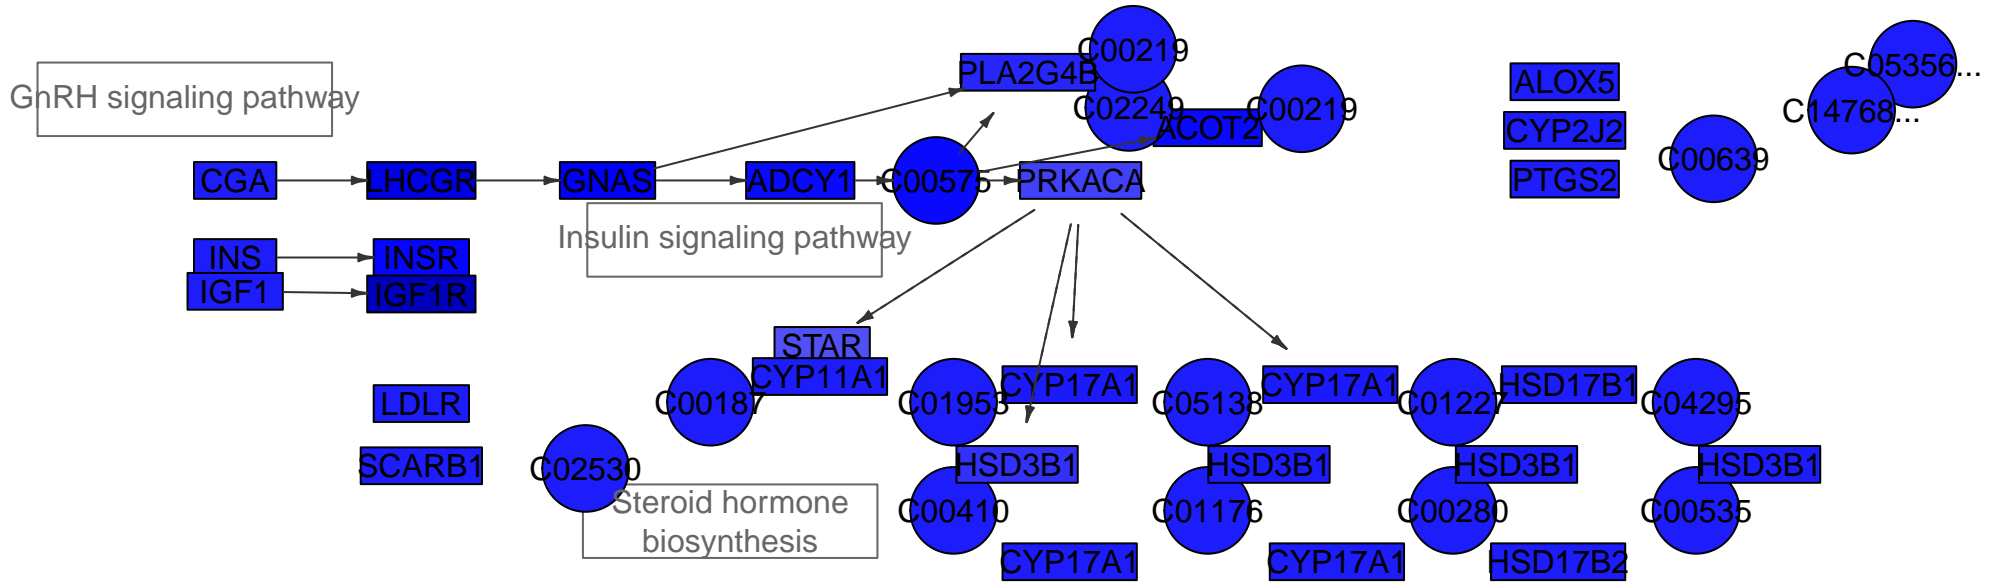 C00219
C05356...
PLA2G4B
ALOX5
GnRH signaling pathway
C02249
C00219
C14768...
ACOT2
CYP2J2
C00639
CGA
LHCGR
GNAS
ADCY1
C00575
PRKACA
PTGS2
Insulin signaling pathway
INS
INSR
IGF1
IGF1R
STAR
CYP11A1
CYP17A1
CYP17A1
HSD17B1
LDLR
C00187
C01953
C05138
C01227
C04295
SCARB1
C02530
HSD3B1
HSD3B1
HSD3B1
HSD3B1
Steroid hormone
biosynthesis
C00410
C01176
C00280
C00535
CYP17A1
CYP17A1
HSD17B2